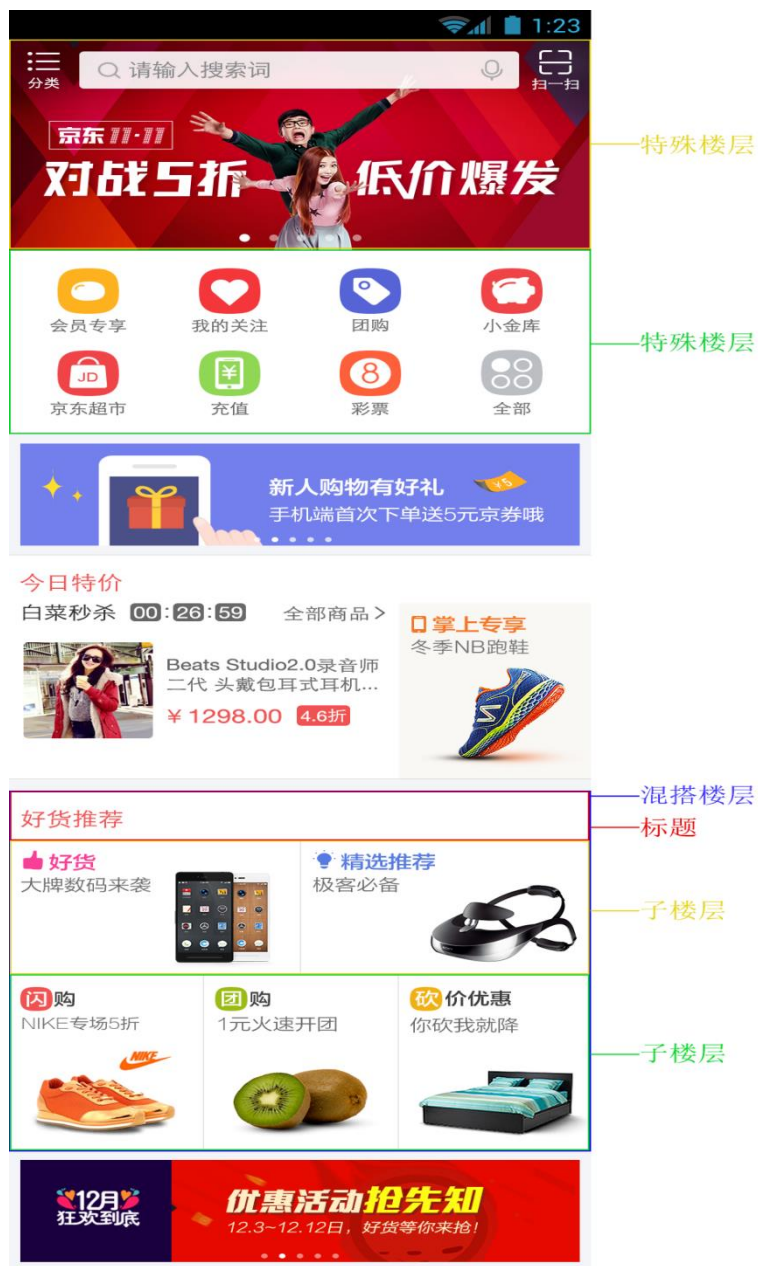 1:23
分类
请输入搜索词
扫一扫
京东11·11
对战5折 低价爆发
特殊楼层
会员专享 我的关注 团购 小金库
特殊楼层
JD ¥ 8
京东超市 充值 彩票 全部
新人购物有好礼 ¥5
手机端首次下单送5元京券哦
今日特价
白菜秒杀 00:26:59 全部商品>
掌上专享
冬季NB跑鞋
Beats Studio2.0录音师
二代 头戴包耳式耳机...
¥1298.00 4.6折
混搭楼层
好货推荐
标题
好货 精选推荐
大牌数码来袭 极客必备
子楼层
闪购 团购 砍价优惠
NIKE专场5折 1元火速开团 你砍我就降
NIKE
子楼层
12月
狂欢到底
优惠活动抢先知
12.3~12.12日，好货等你来抢!